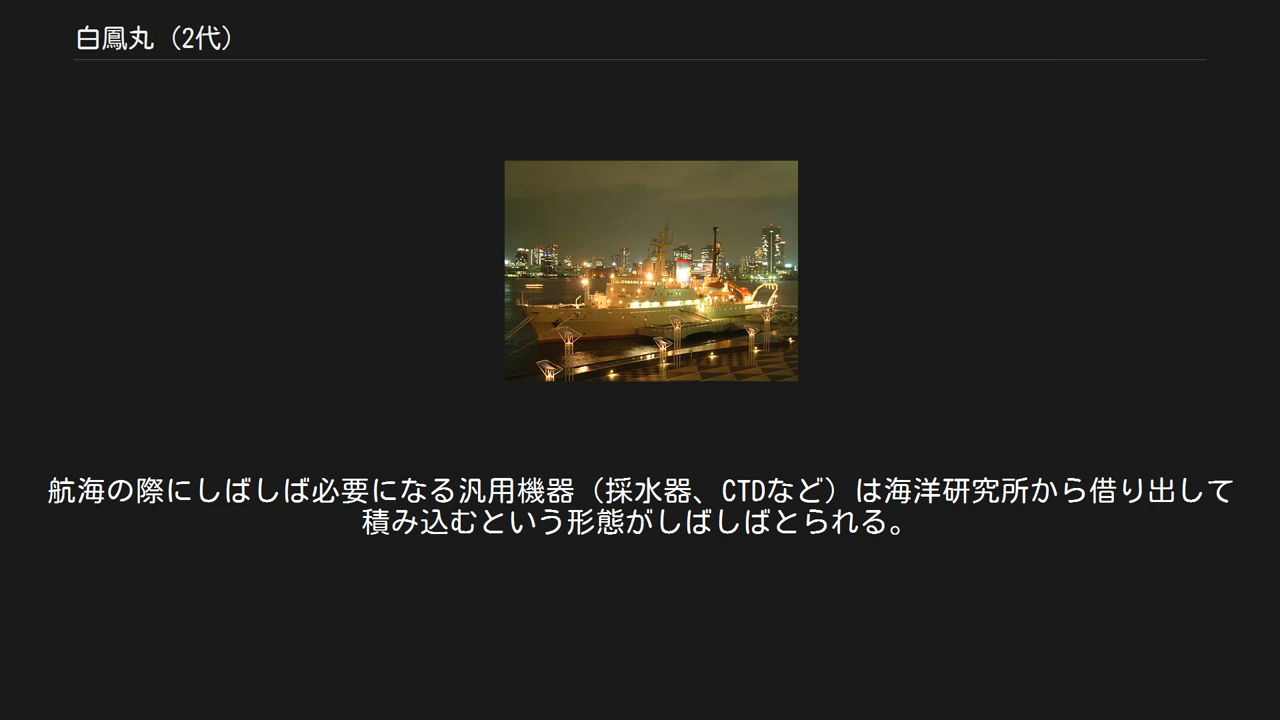 白鳳丸（2代）
航海の際にしばしば必要になる汎用機器（採水器、CTDなど）は海洋研究所から借り出して
積み込むという形態がしばしばとられる。